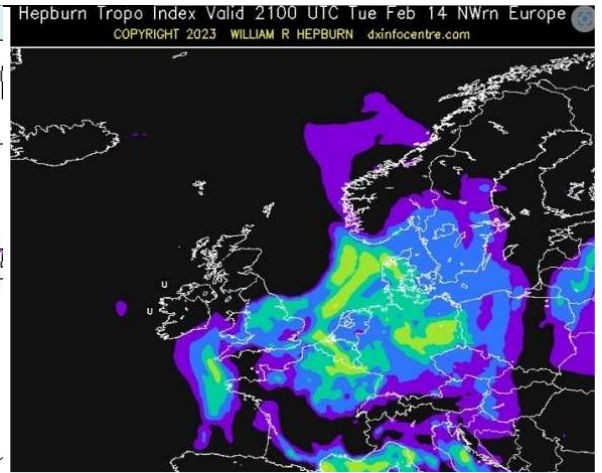 Hepburn Tropo Index Valid 2100 UTC Tue Feb 14 NWrn Europe
COPYRIGHT 2023 WILLIAM R HEPBURN dxinfocentre.com
U
U